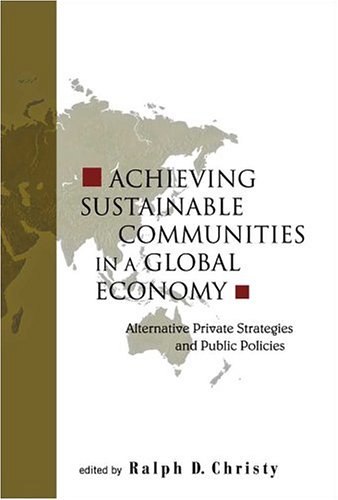 ACHIEVING
SUSTAINABLE
COMMUNITIES
IN A GLOBAL
ECONOMY
Alternative Private Strategies
and Public Policies
edited by Ralph D. Christy